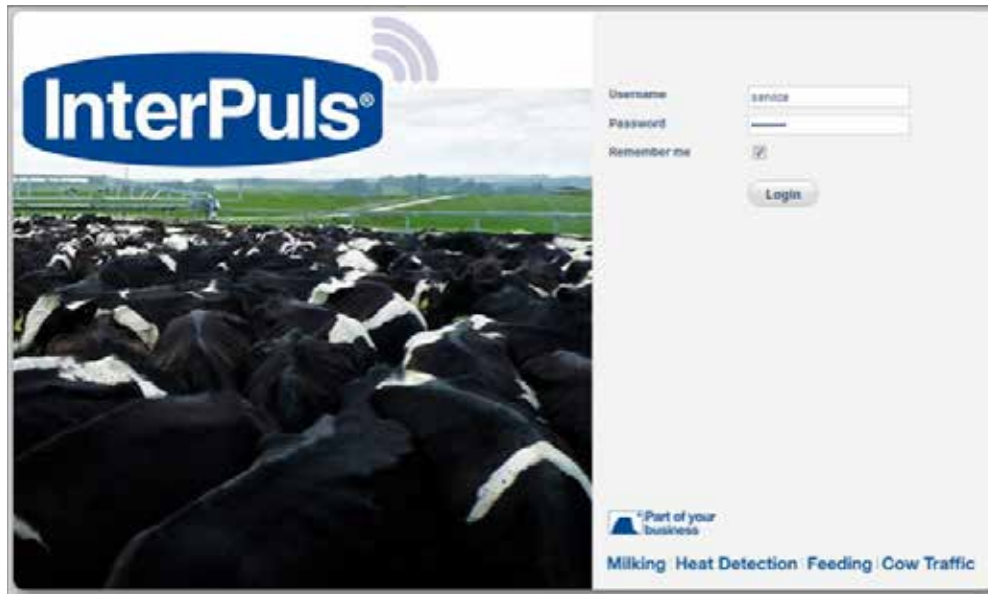 InterPuls®
Username service
Password
Remember me
Login
Part of your
business
Milking Heat Detection Feeding Cow Traffic